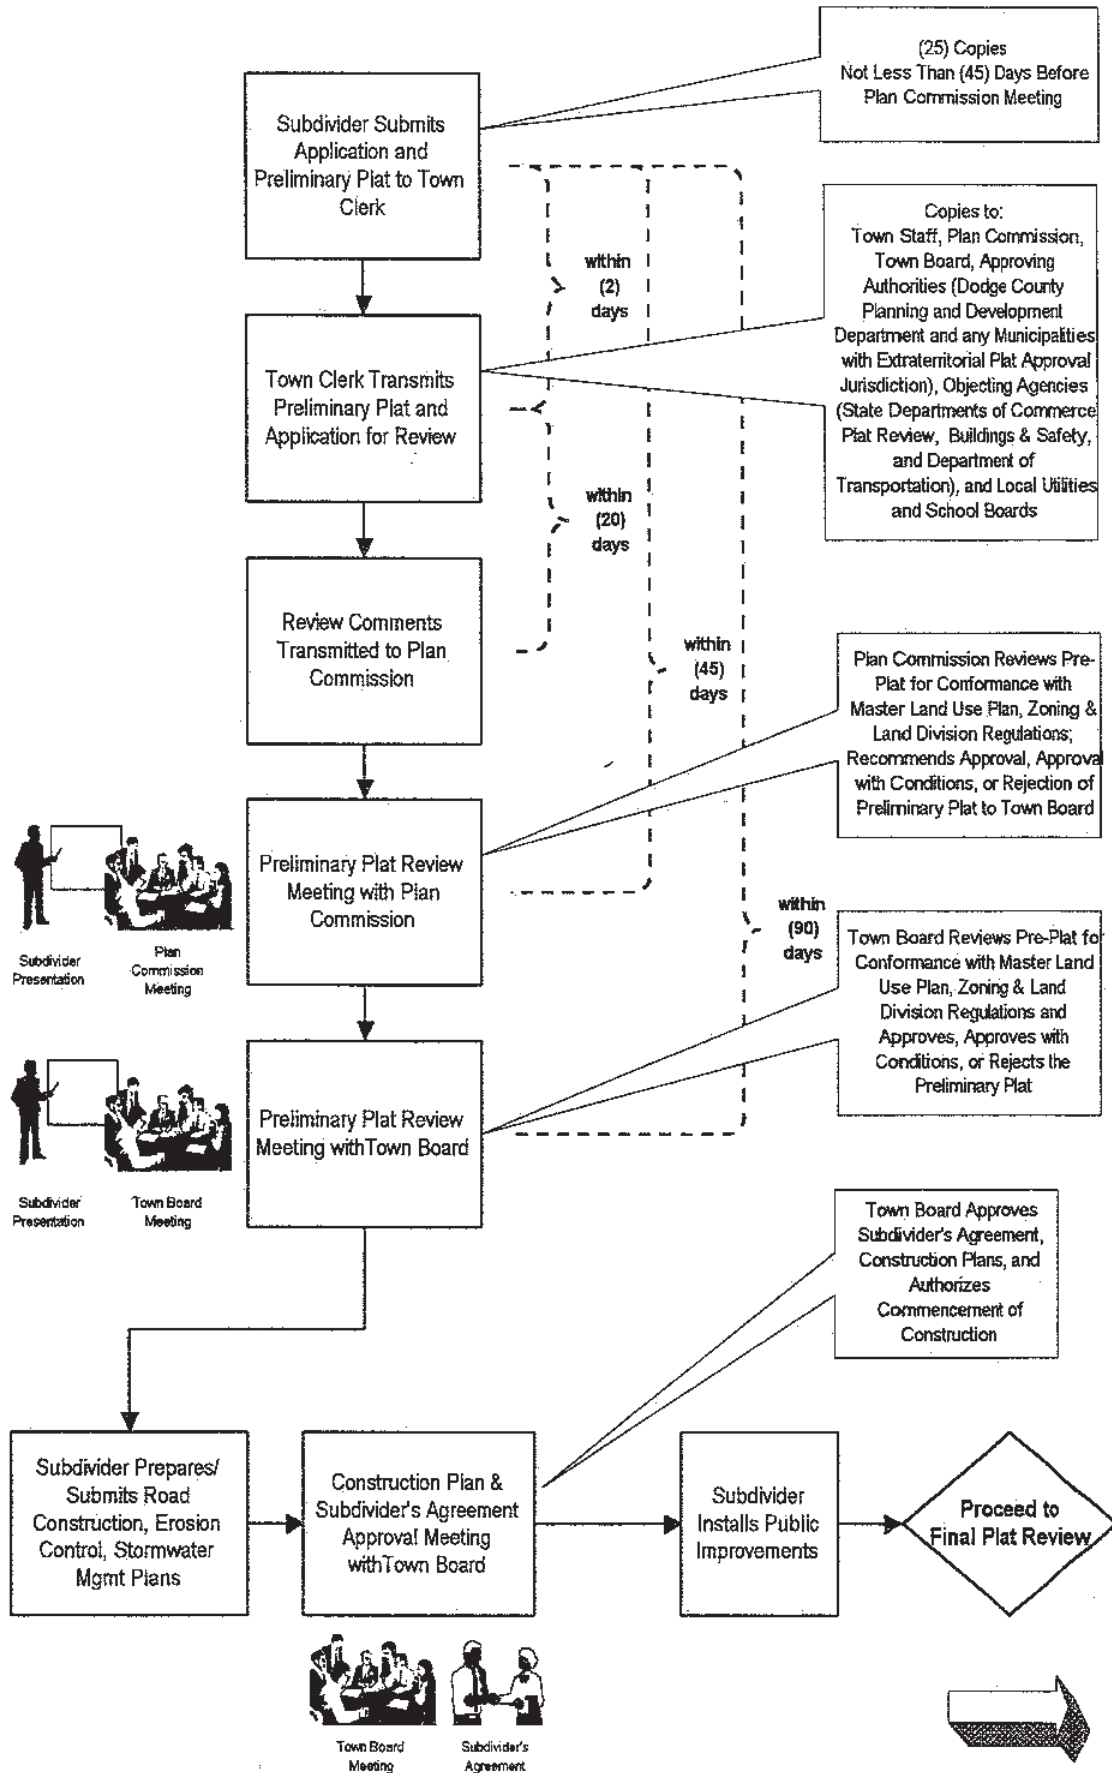 (25) Copies
Not Less Than (45) Days Before
Plan Commission Meeting
Subdivider Submits
Application and
Preliminary Plat to Town
Clerk
within
(2)
days
Copies to:
Town Staff, Plan Commission,
Town Board, Approving
Authorities (Dodge County
Planning and Development
Department and any Municipalities
with Extraterritorial Plat Approval
Jurisdiction), Objecting Agencies
(State Departments of Commerce
Plat Review, Buildings & Safety,
and Department of
Transportation), and Local Utilities
and School Boards
Town Clerk Transmits
Preliminary Plat and
Application for Review
within
(20)
days
Review Comments
Transmitted to Plan
Commission
within
(45)
days
Plan Commission Reviews Pre-
Plat for Conformance with
Master Land Use Plan, Zoning &
Land Division Regulations;
Recommends Approval, Approval
with Conditions, or Rejection of
Preliminary Plat to Town Board
Preliminary Plat Review
Meeting with Plan
Commission
Subdivider
Presentation
Plan
Commission
Meeting
within
(90)
days
Town Board Reviews Pre-Plat for
Conformance with Master Land
Use Plan, Zoning & Land
Division Regulations and
Approves, Approves with
Conditions, or Rejects the
Preliminary Plat
Preliminary Plat Review
Meeting withTown Board
Subdivider
Presentation
Town Board
Meeting
Town Board Approves
Subdivider's Agreement,
Construction Plans, and
Authorizes
Commencement of
Construction
Subdivider Prepares/
Submits Road
Construction, Erosion
Control, Stormwater
Mgmt Plans
Construction Plan &
Subdivider's Agreement
Approval Meeting
withTown Board
Subdivider
Installs Public
Improvements
Proceed to
Final Plat Review
Town Board
Meeting
Subdivider's
Agreement